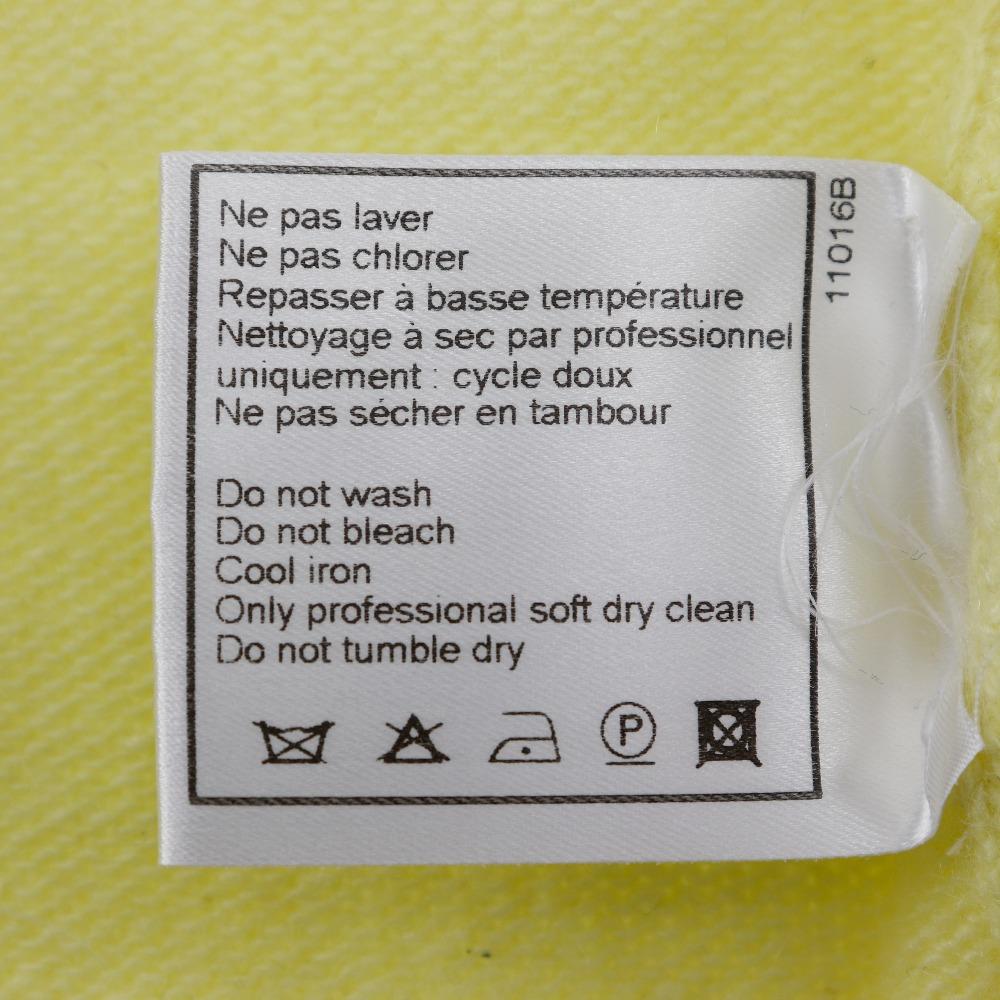 Ne pas laver
Ne pas chlorer
Repasser à basse température
Nettoyage à sec par professionnel
uniquement : cycle doux
Ne pas sécher en tambour
Do not wash
Do not bleach
Cool iron
Only professional soft dry clean
Do not tumble dry
P
11016B